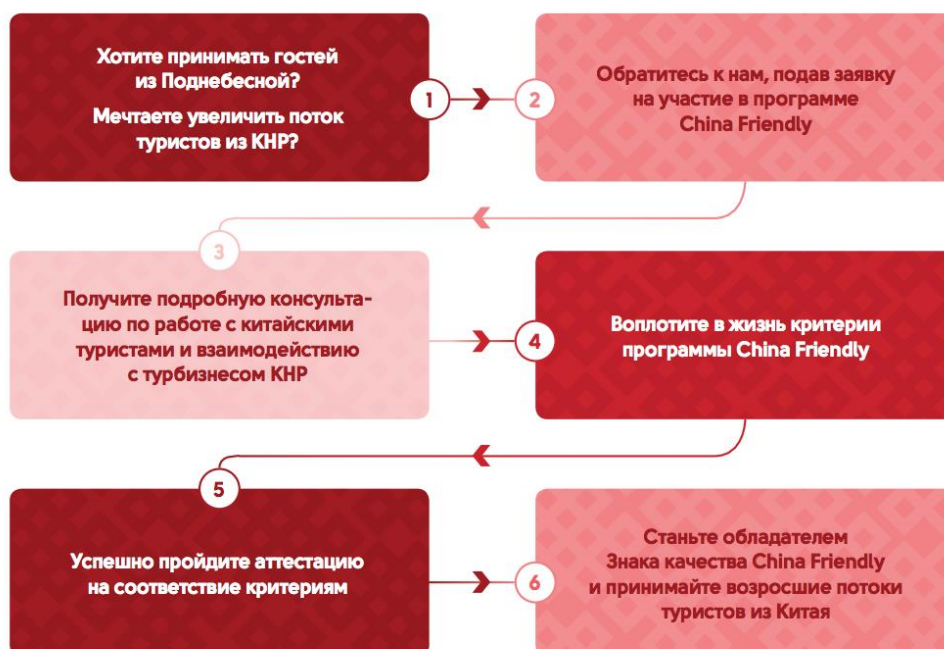 Хотите принимать гостей
из Поднебесной?
Мечтаете увеличить поток
туристов из КНР?
1
2
Обратитесь к нам, подав заявку
на участие в программе
China Friendly
3
Получите подробную консульта-
цию по работе с китайскими
туристами и взаимодействию
с турбизнесом КНР
4
Воплотите в жизнь критерии
программы China Friendly
5
Успешно пройдите аттестацию
на соответствие критериям
6
Станьте обладателем
Знака качества China Friendly
и принимайте возросшие потоки
туристов из Китая